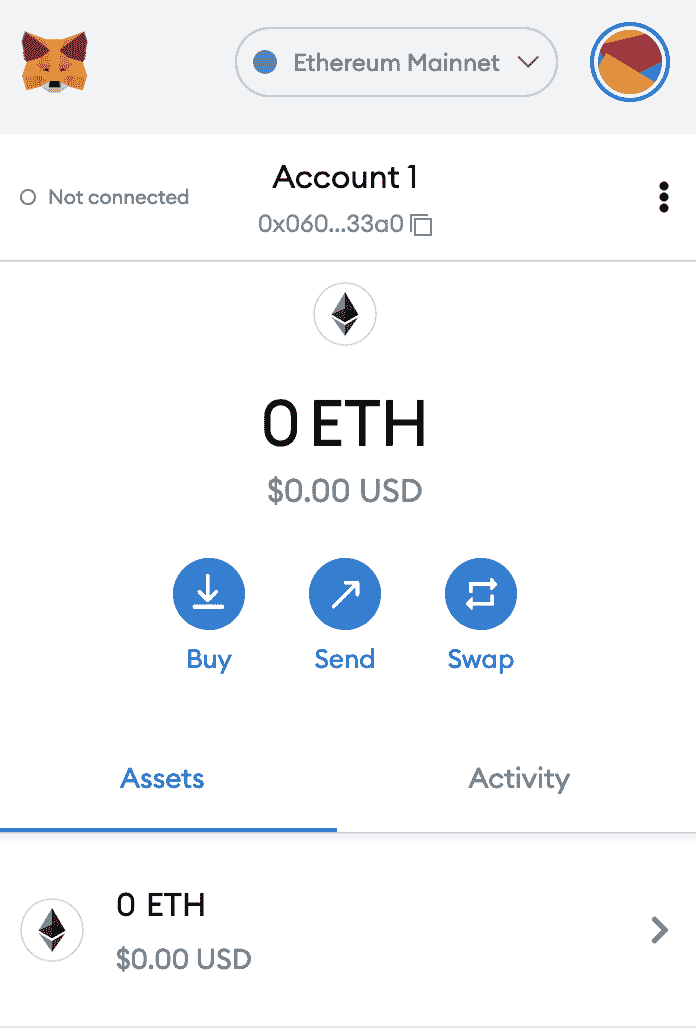 Ethereum Mainnet
Not connected
Account 1
0x060...33a0
0 ETH
$0.00 USD
Buy
Send
Swap
Assets
Activity
0 ETH
$0.00 USD